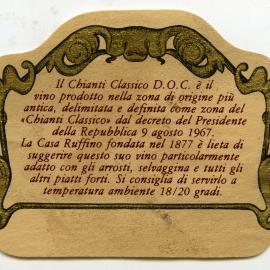 Il Chianti Classico D.O.C. è il
vino prodotto nella zona di origine più
antica, delimitata e definita come zona del
«Chianti Classico» dal decreto del Presidente
della Repubblica 9 agosto 1967.
La Casa Ruffino fondata nel 1877 è lieta di
suggerire questo suo vino particolarmente
adatto con gli arrosti, selvaggina e tutti gli
altri piatti forti. Si consiglia di servirlo a
temperatura ambiente 18/20 gradi.